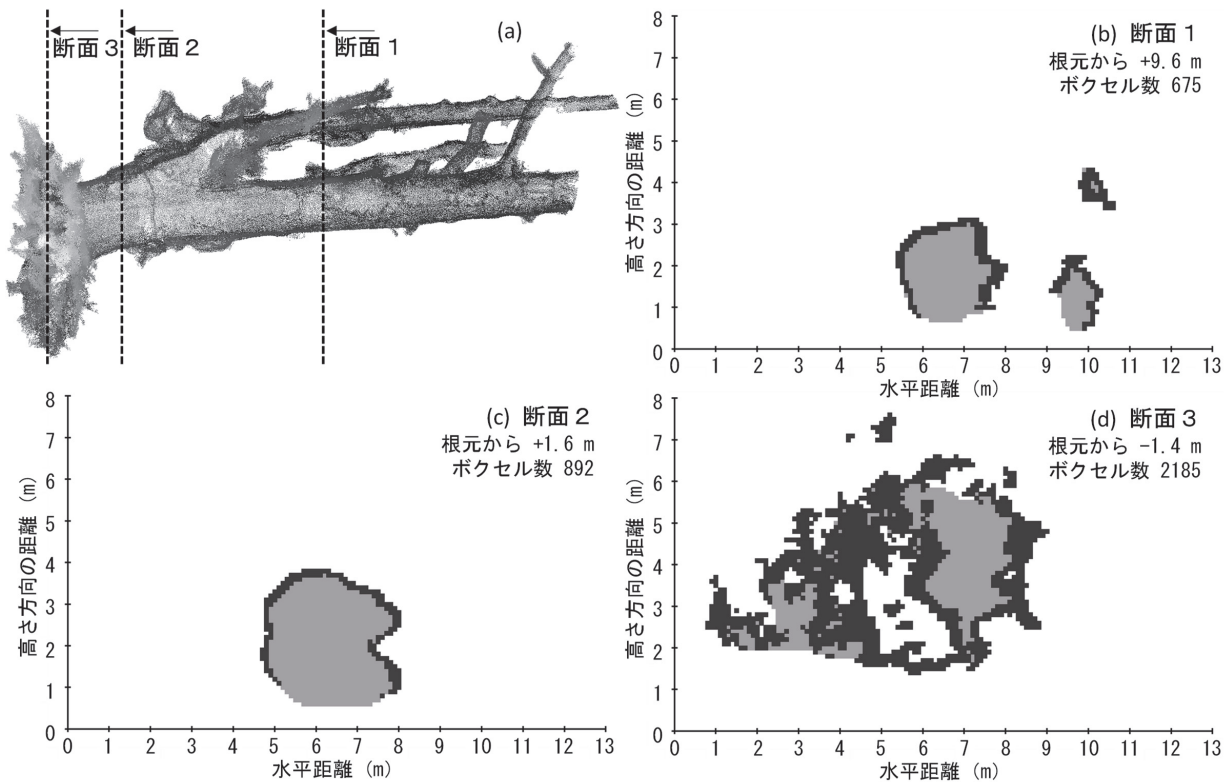 断面３
断面２
断面１
(a)
(b) 断面１
根元から +9.6 m
ボクセル数 675
高さ方向の距離 (m)
8
7
6
5
4
3
2
1
0
0 1 2 3 4 5 6 7 8 9 10 11 12 13
水平距離 (m)
(c) 断面２
根元から +1.6 m
ボクセル数 892
高さ方向の距離 (m)
8
7
6
5
4
3
2
1
0
0 1 2 3 4 5 6 7 8 9 10 11 12 13
水平距離 (m)
(d) 断面３
根元から -1.4 m
ボクセル数 2185
高さ方向の距離 (m)
8
7
6
5
4
3
2
1
0
0 1 2 3 4 5 6 7 8 9 10 11 12 13
水平距離 (m)